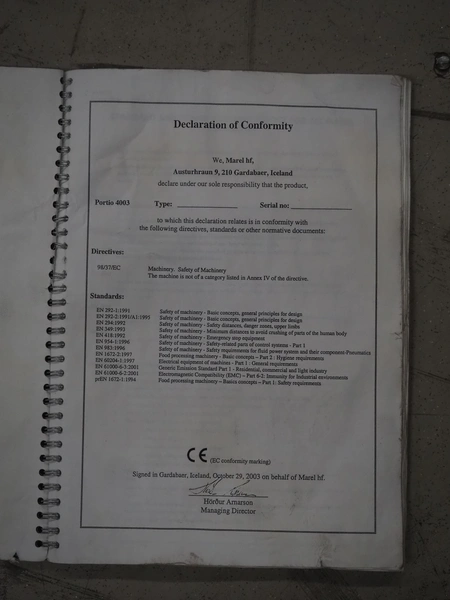 Declaration of Conformity
We, Marel hf,
Austurhraun 9, 210 Gardabaer, Iceland
declare under our sole responsibility that the product,
Portio 4003 Type: Serial no:
to which this declaration relates is in conformity with
the following directives, standards or other normative documents:
Directives:
98/37/EC Machinery. Safety of Machinery
The machine is not of a category listed in Annex IV of the directive.
Standards:
EN 292-1:1991 Safety of machinery - Basic concepts, general principles for design
EN 292-2:1991/A1:1995 Safety of machinery - Basic concepts, general principles for design
EN 294:1992 Safety of machinery - Safety distances, danger zones, upper limbs
EN 349:1993 Safety of machinery - Minimum distances to avoid crushing of parts of the human body
EN 418:1992 Safety of machinery - Emergency stop equipment
EN 954-1:1996 Safety of machinery - Safety-related parts of control systems - Part 1
EN 983:1996 Safety of machinery - Safety requirements for fluid power system and their component-Pneumatics
EN 1672-2:1997 Food processing machinery - Basic concepts - Part 2 : Hygiene requirements
EN 60204-1:1997 Electrical equipment of machines - Part 1 : General requirements
EN 61000-6-3:2001 Generic Emission Standard Part 1 - Residential, commercial and light industry
EN 61000-6-2:2001 Electromagnetic Compatibility (EMC) – Part 6-2: Immunity for Industrial environments
prEN 1672-1:1994 Food processing machinery – Basics concepts – Part 1: Safety requirements
CE (EC conformity marking)
Signed in Gardabaer, Iceland, October 29, 2003 on behalf of Marel hf.
Hörður Arnarson
Managing Director